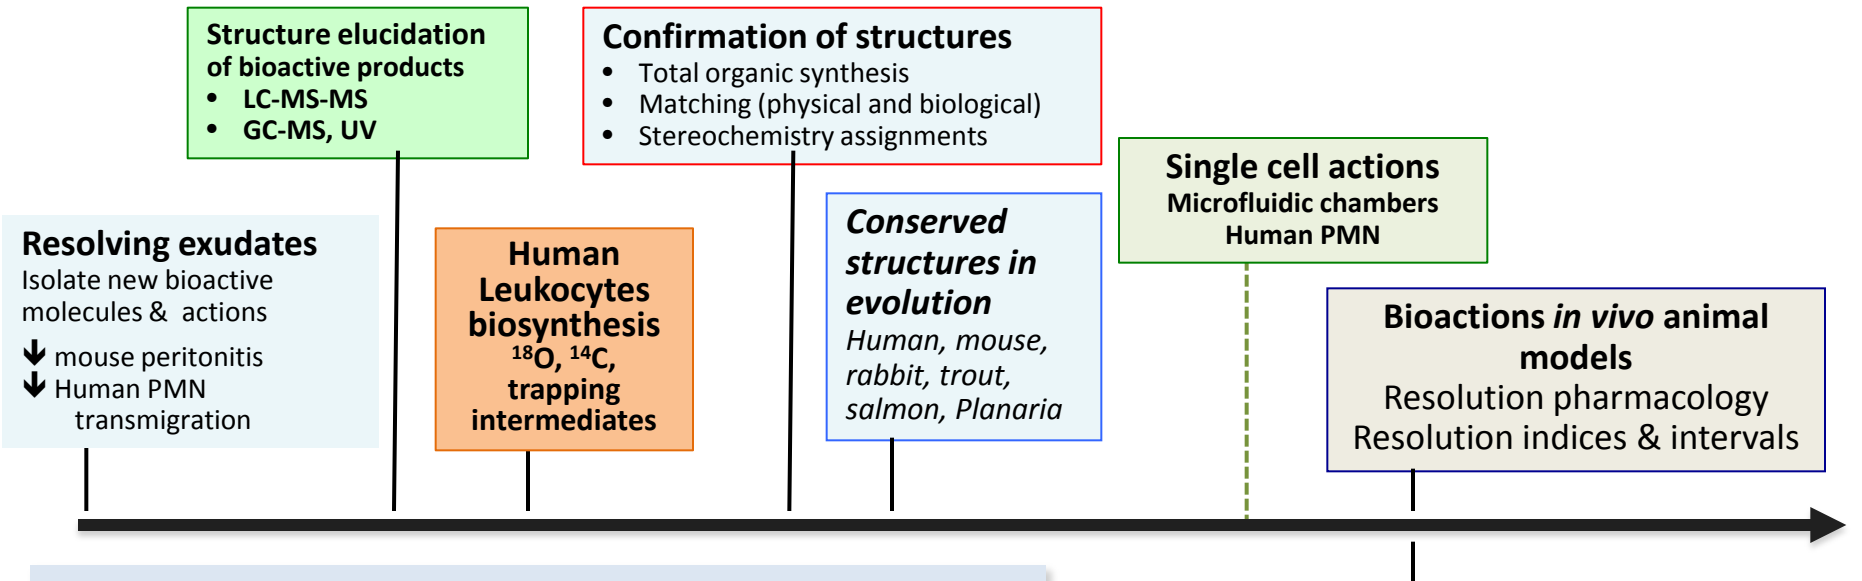 Structure elucidation
of bioactive products
• LC-MS-MS
• GC-MS, UV
Confirmation of structures
• Total organic synthesis
• Matching (physical and biological)
• Stereochemistry assignments
Single cell actions
Microfluidic chambers
Human PMN
Resolving exudates
Isolate new bioactive
molecules & actions
🡻 mouse peritonitis
🡻 Human PMN
transmigration
Human
Leukocytes
biosynthesis
¹⁸O, ¹⁴C,
trapping
intermediates
Conserved
structures in
evolution
Human, mouse,
rabbit, trout,
salmon, Planaria
Bioactions in vivo animal
models
Resolution pharmacology
Resolution indices & intervals